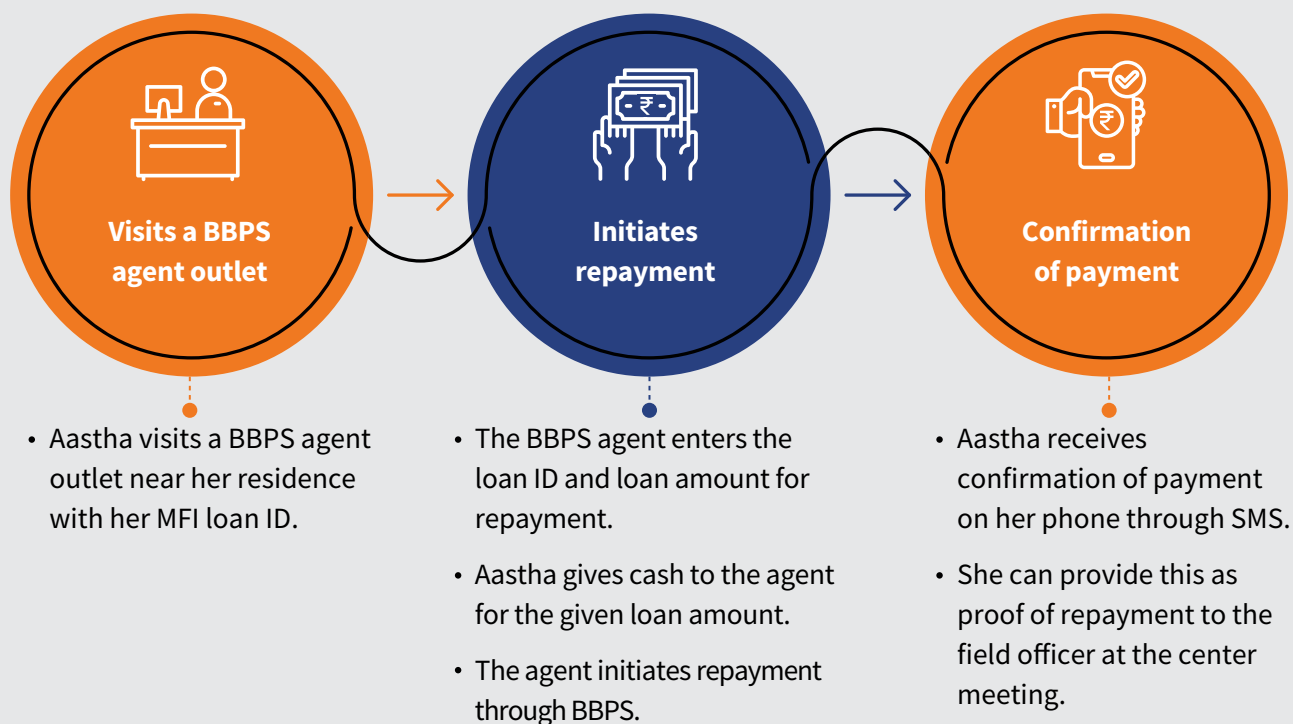 Visits a BBPS
agent outlet
₹
Initiates
repayment
₹
Confirmation
of payment
• Aastha visits a BBPS agent
outlet near her residence
with her MFI loan ID.
• The BBPS agent enters the
loan ID and loan amount for
repayment.
• Aastha gives cash to the agent
for the given loan amount.
• The agent initiates repayment
through BBPS.
• Aastha receives
confirmation of payment
on her phone through SMS.
• She can provide this as
proof of repayment to the
field officer at the center
meeting.